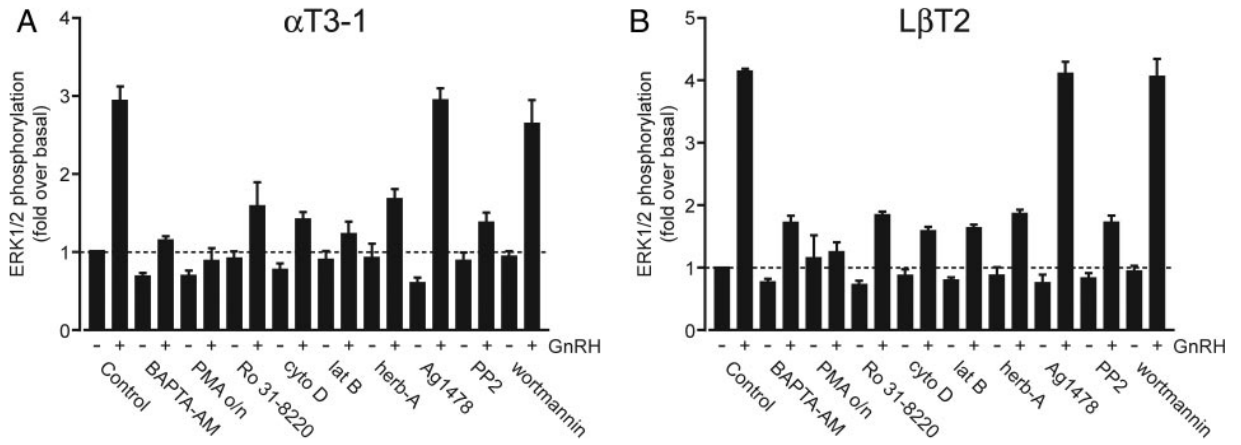 A
αT3-1
ERK1/2 phosphorylation
(fold over basal)
4
3
2
1
0
- + - + - + - + - + - + - + - + - + - + GnRH
Control
BAPTA-AM
PMA o/n
Ro 31-8220
cyto D
lat B
herb-A
Ag1478
PP2
wortmannin
B
LβT2
ERK1/2 phosphorylation
(fold over basal)
5
4
3
2
1
0
- + - + - + - + - + - + - + - + - + - + GnRH
Control
BAPTA-AM
PMA o/n
Ro 31-8220
cyto D
lat B
herb-A
Ag1478
PP2
wortmannin